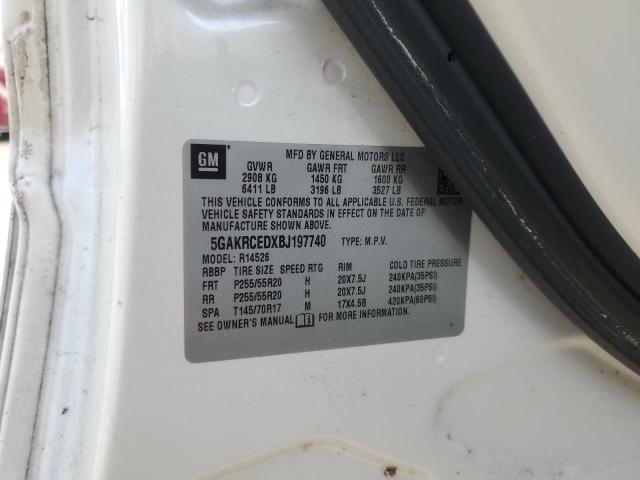 GM
MFD BY GENERAL MOTORS LLC
GVWR GAWR FRT GAWR RR
2908 KG 1450 KG 1600 KG
6411 LB 3196 LB 3527 LB
THIS VEHICLE CONFORMS TO ALL APPLICABLE U.S. FEDERAL MOTOR
VEHICLE SAFETY STANDARDS IN EFFECT ON THE DATE OF
MANUFACTURE SHOWN ABOVE.
5GAKRCEDXBJ197740 TYPE: M.P.V.
MODEL: R14526
RBBP TIRE SIZE SPEED RTG RIM COLD TIRE PRESSURE
FRT P255/55R20 H 20X7.5J 240KPA(35PSI)
RR P255/55R20 H 20X7.5J 240KPA(35PSI)
SPA T145/70R17 M 17X4.5B 420KPA(60PSI)
SEE OWNER'S MANUAL FOR MORE INFORMATION.